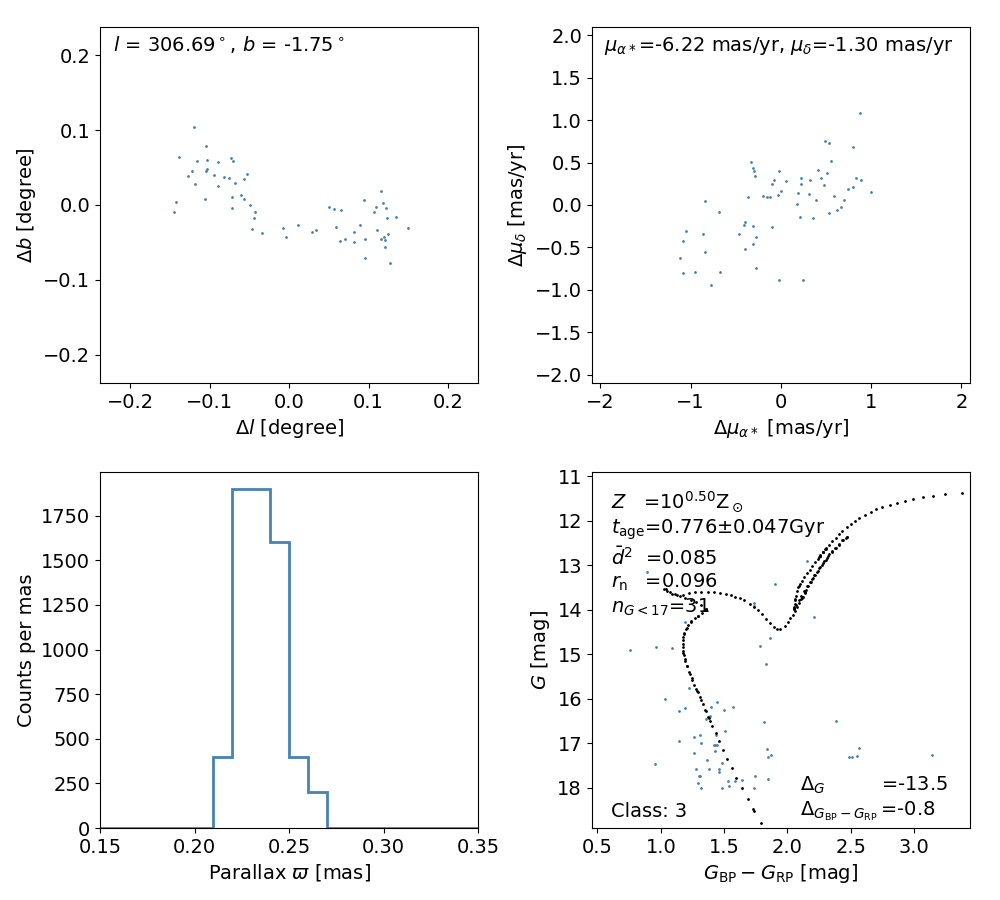 l = 306.69°, b = -1.75°
0.2
0.1
0.0
−0.1
−0.2
Δb [degree]
−0.2 −0.1 0.0 0.1 0.2
Δl [degree]
μα*=-6.22 mas/yr, μδ=-1.30 mas/yr
2.0
1.5
1.0
0.5
0.0
−0.5
−1.0
−1.5
−2.0
Δμδ [mas/yr]
−2 −1 0 1 2
Δμα* [mas/yr]
1750
1500
1250
1000
750
500
250
0
Counts per mas
0.15 0.20 0.25 0.30 0.35
Parallax ϖ [mas]
11
12
13
14
15
16
17
18
G [mag]
Z =10^0.50 Z⊙
t_age=0.776±0.047Gyr
d̄² =0.085
r_n =0.096
n_G<17=31
Δ_G =-13.5
Δ_GBP−GRP =-0.8
Class: 3
0.5 1.0 1.5 2.0 2.5 3.0
G_BP − G_RP [mag]